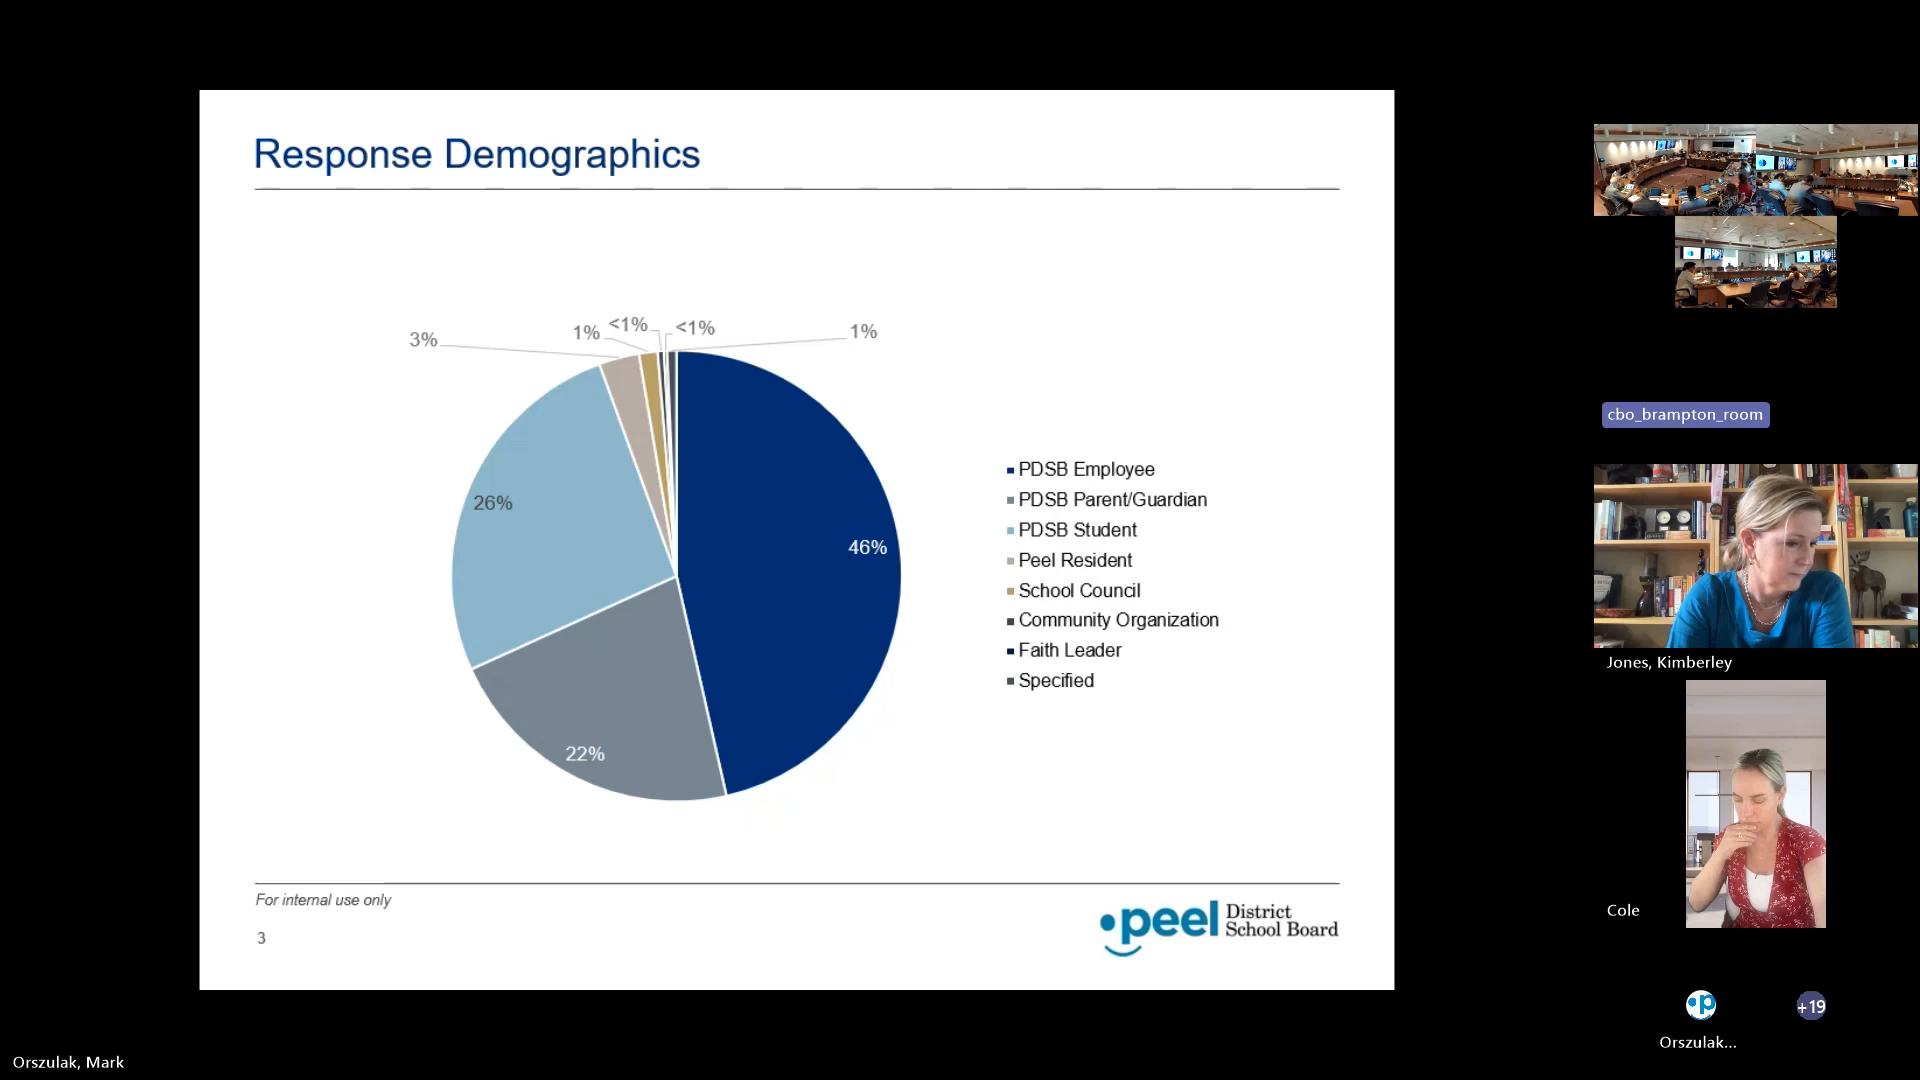 Response Demographics
3%
1%
<1%
<1%
1%
26%
46%
22%
PDSB Employee
PDSB Parent/Guardian
PDSB Student
Peel Resident
School Council
Community Organization
Faith Leader
Specified
For internal use only
3
peel District
School Board
cbo_brampton_room
Jones, Kimberley
Cole
p
+19
Orszulak...
Orszulak, Mark